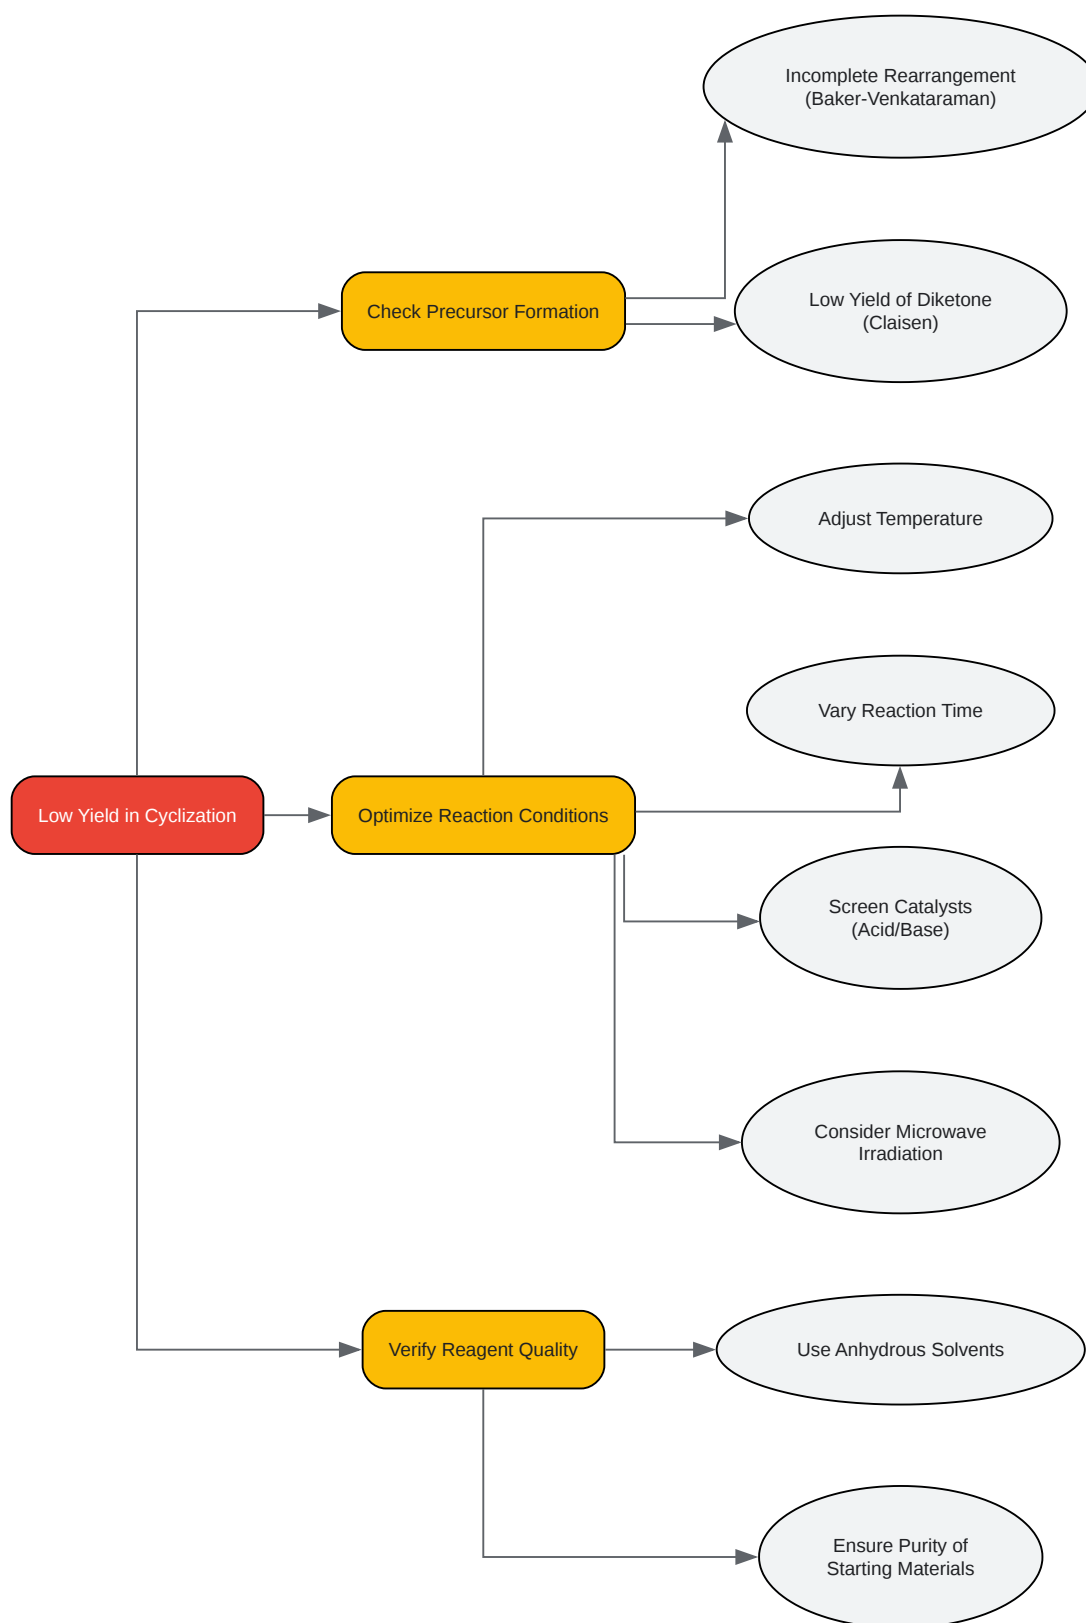 Incomplete Rearrangement
(Baker-Venkataraman)
Check Precursor Formation
Low Yield of Diketone
(Claisen)
Adjust Temperature
Vary Reaction Time
Low Yield in Cyclization
Optimize Reaction Conditions
Screen Catalysts
(Acid/Base)
Consider Microwave
Irradiation
Verify Reagent Quality
Use Anhydrous Solvents
Ensure Purity of
Starting Materials